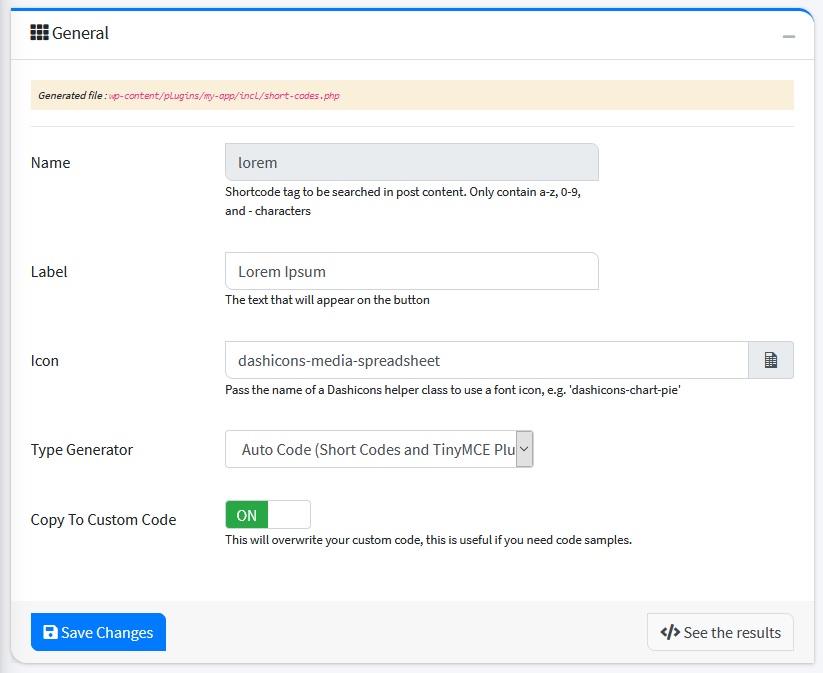 General
Generated file : wp-content/plugins/my-app/incl/short-codes.php
Name
lorem
Shortcode tag to be searched in post content. Only contain a-z, 0-9,
and - characters
Label
Lorem Ipsum
The text that will appear on the button
Icon
dashicons-media-spreadsheet
Pass the name of a Dashicons helper class to use a font icon, e.g. 'dashicons-chart-pie'
Type Generator
Auto Code (Short Codes and TinyMCE Plu
Copy To Custom Code
ON
This will overwrite your custom code, this is useful if you need code samples.
Save Changes
</> See the results